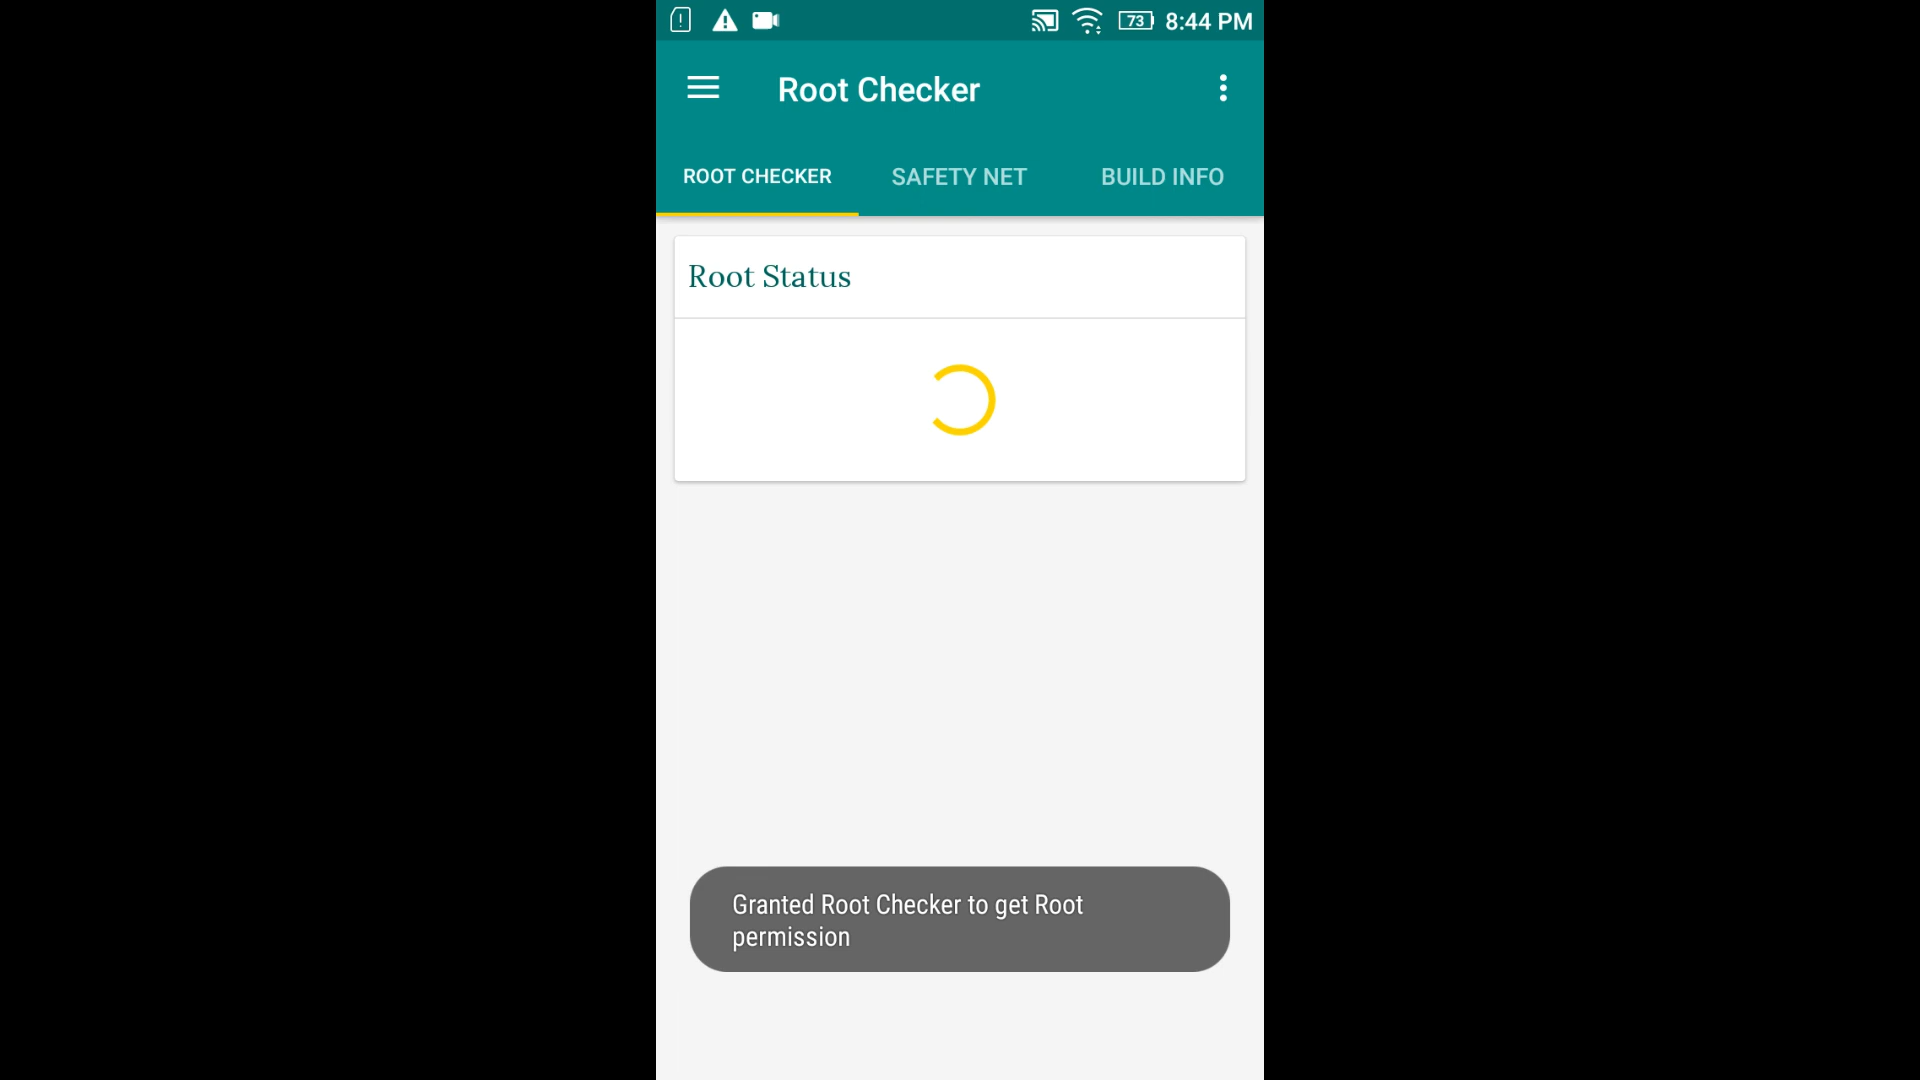 73 8:44 PM
Root Checker
ROOT CHECKER SAFETY NET BUILD INFO
Root Status
Granted Root Checker to get Root
permission